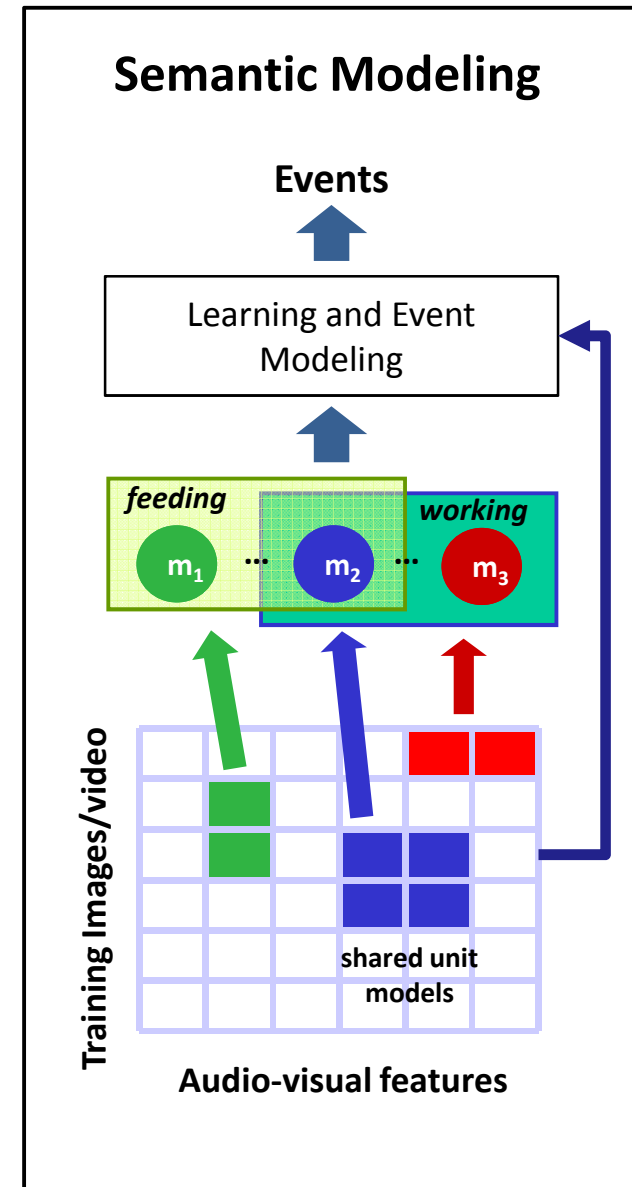 Semantic Modeling
Events
Learning and Event
Modeling
feeding
working
m₁ ... m₂ ... m₃
Training Images/video
shared unit
models
Audio-visual features